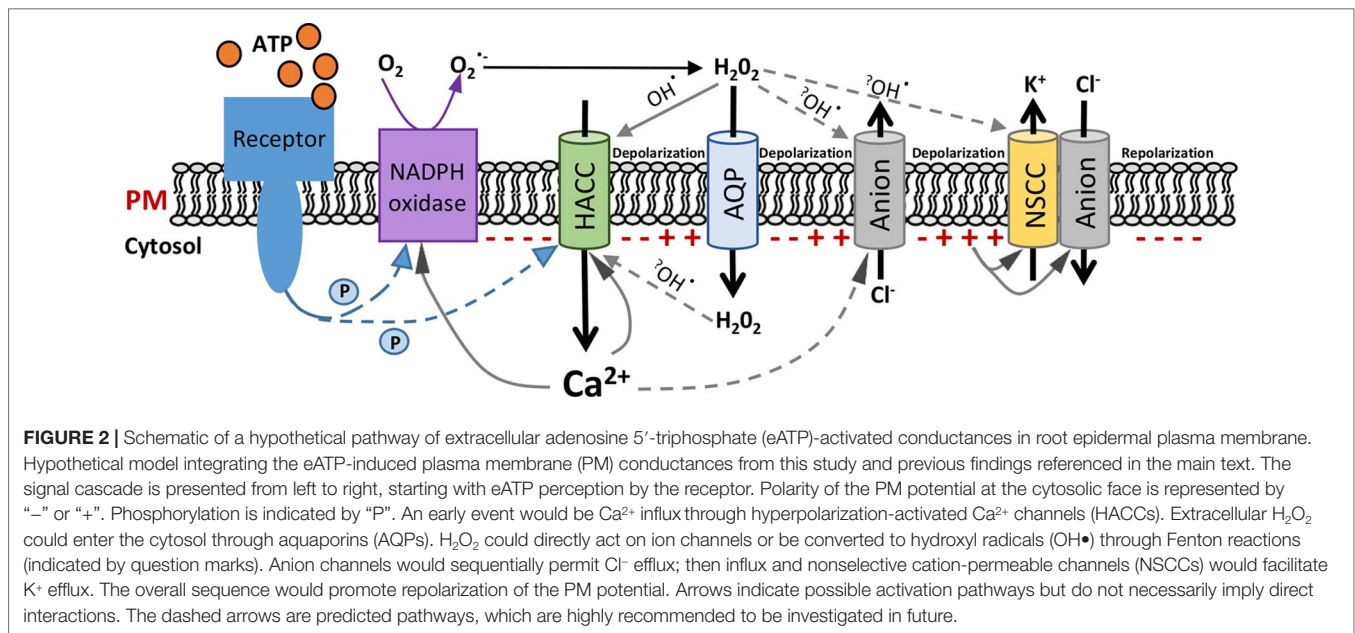 ATP
O₂
O₂•-
H₂0₂
K⁺
Cl⁻
OH•
?OH•
?OH•
Receptor
NADPH
oxidase
HACC
Depolarization
AQP
Depolarization
Anion
Depolarization
NSCC
Anion
Repolarization
PM
Cytosol
- - - - -
- - + +
- - + +
- + + +
- - - -
P
P
?OH•
H₂0₂
Cl⁻
Ca²⁺
FIGURE 2 | Schematic of a hypothetical pathway of extracellular adenosine 5′-triphosphate (eATP)-activated conductances in root epidermal plasma membrane.
Hypothetical model integrating the eATP-induced plasma membrane (PM) conductances from this study and previous findings referenced in the main text. The
signal cascade is presented from left to right, starting with eATP perception by the receptor. Polarity of the PM potential at the cytosolic face is represented by
“–” or “+”. Phosphorylation is indicated by “P”. An early event would be Ca²⁺ influx through hyperpolarization-activated Ca²⁺ channels (HACCs). Extracellular H₂O₂
could enter the cytosol through aquaporins (AQPs). H₂O₂ could directly act on ion channels or be converted to hydroxyl radicals (OH•) through Fenton reactions
(indicated by question marks). Anion channels would sequentially permit Cl⁻ efflux; then influx and nonselective cation-permeable channels (NSCCs) would facilitate
K⁺ efflux. The overall sequence would promote repolarization of the PM potential. Arrows indicate possible activation pathways but do not necessarily imply direct
interactions. The dashed arrows are predicted pathways, which are highly recommended to be investigated in future.